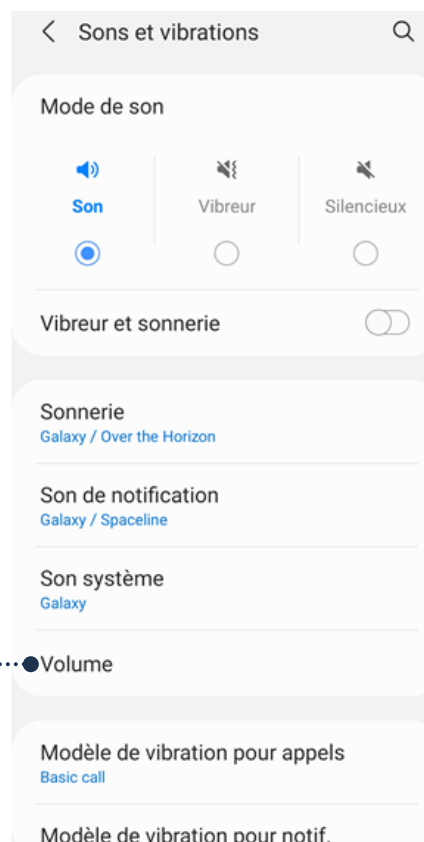 Sons et vibrations
Mode de son
Son Vibreur Silencieux
Vibreur et sonnerie
Sonnerie
Galaxy / Over the Horizon
Son de notification
Galaxy / Spaceline
Son système
Galaxy
Volume
Modèle de vibration pour appels
Basic call
Modèle de vibration pour notif.